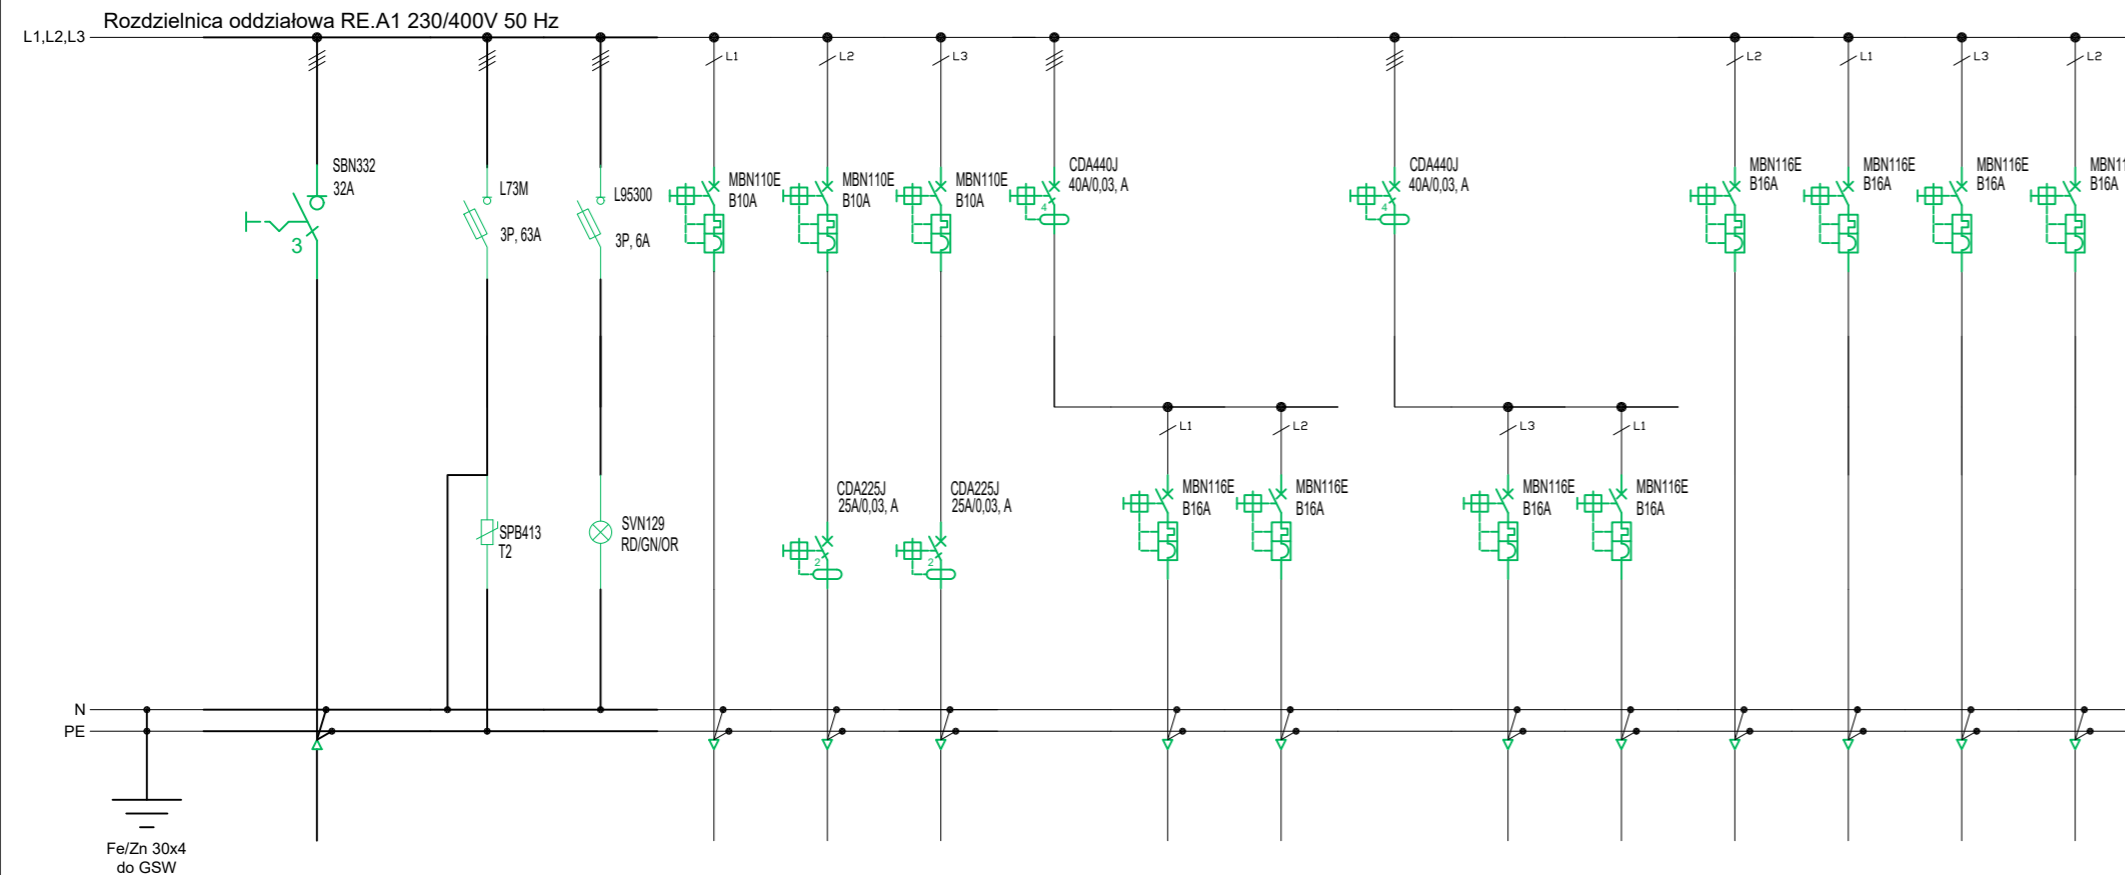 Rozdzielnica oddziałowa RE.A1 230/400V 50 Hz
L1,L2,L3
L1
L2
L3
L2
L1
L3
L2
SBN332
32A
3
L73M
3P, 63A
L95300
3P, 6A
MBN110E
B10A
MBN110E
B10A
MBN110E
B10A
CDA440J
40A/0,03, A
4
CDA440J
40A/0,03, A
4
MBN116E
B16A
MBN116E
B16A
MBN116E
B16A
MBN11
B16A
L1
L2
L3
L1
SPB413
T2
SVN129
RD/GN/OR
CDA225J
25A/0,03, A
2
CDA225J
25A/0,03, A
2
MBN116E
B16A
MBN116E
B16A
MBN116E
B16A
MBN116E
B16A
N
PE
Fe/Zn 30x4
do GSW